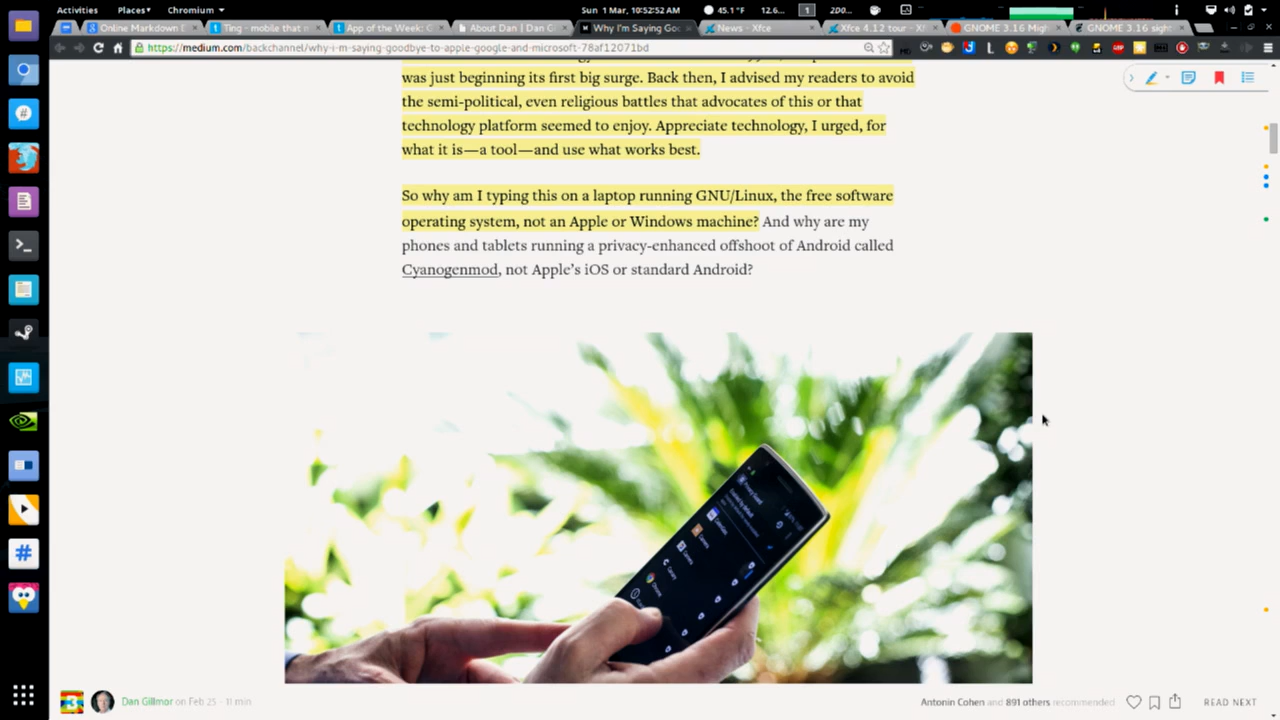 Activities Places▾ Chromium ▾ Sun 1 Mar, 10:52:52 AM 45.1 °F 12.6... 1 200...
Online Markdown E Ting - mobile that m App of the Week: G About Dan | Dan G Why I'm Saying Goo News - Xfce Xfce 4.12 tour - Xf GNOME 3.16 Migh GNOME 3.16 sight
https://medium.com/backchannel/why-i-m-saying-goodbye-to-apple-google-and-microsoft-78af12071bd
was just beginning its first big surge. Back then, I advised my readers to avoid
the semi-political, even religious battles that advocates of this or that
technology platform seemed to enjoy. Appreciate technology, I urged, for
what it is—a tool—and use what works best.
So why am I typing this on a laptop running GNU/Linux, the free software
operating system, not an Apple or Windows machine? And why are my
phones and tablets running a privacy-enhanced offshoot of Android called
Cyanogenmod, not Apple's iOS or standard Android?
Dan Gillmor on Feb 25 · 11 min
Antonin Cohen and 891 others recommended
READ NEXT